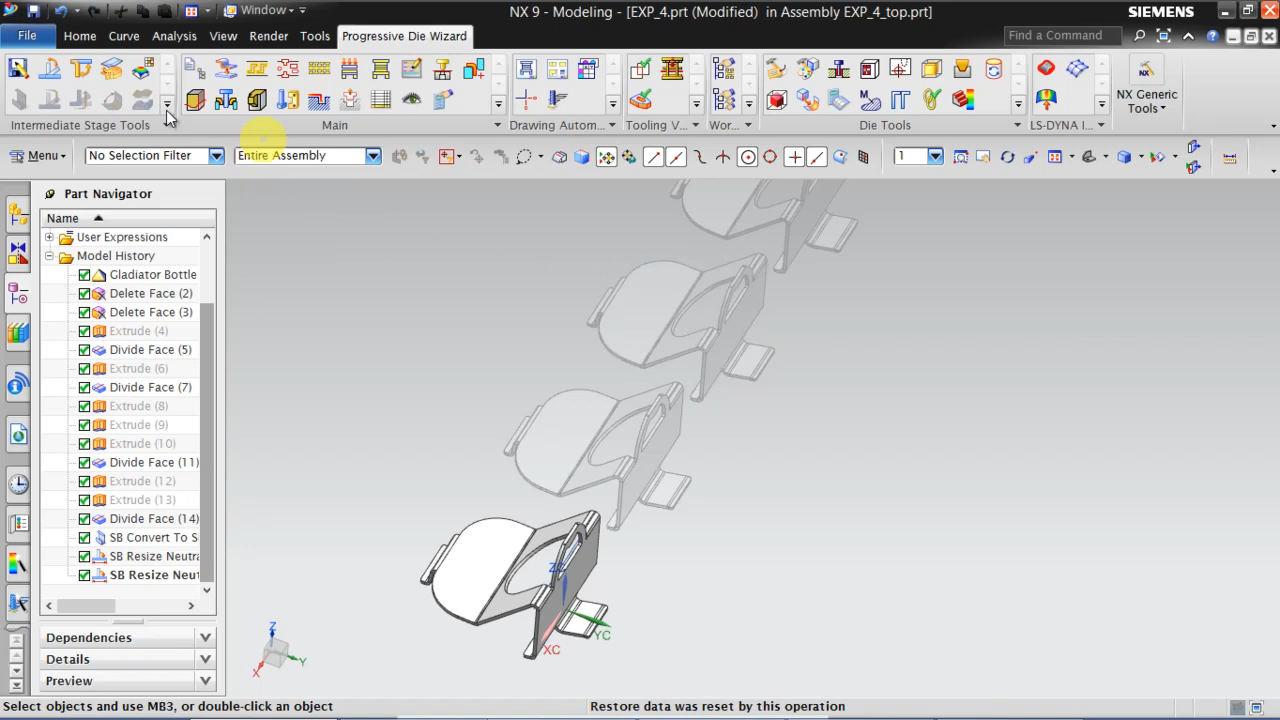 Window
NX 9 - Modeling - [EXP_4.prt (Modified) in Assembly EXP_4_top.prt]
SIEMENS
File
Home
Curve
Analysis
View
Render
Tools
Progressive Die Wizard
Find a Command
NX Generic
Tools
Intermediate Stage Tools
Main
Drawing Autom...
Tooling V...
Wor...
Die Tools
LS-DYNA I...
Menu
No Selection Filter
Entire Assembly
1
Part Navigator
Name
User Expressions
Model History
Gladiator Bottle
Delete Face (2)
Delete Face (3)
Extrude (4)
Divide Face (5)
Extrude (6)
Divide Face (7)
Extrude (8)
Extrude (9)
Extrude (10)
Divide Face (11)
Extrude (12)
Extrude (13)
Divide Face (14)
SB Convert To S
SB Resize Neutra
SB Resize Neut
Dependencies
Details
Preview
ZC
YC
XC
Z
Y
X
Select objects and use MB3, or double-click an object
Restore data was reset by this operation